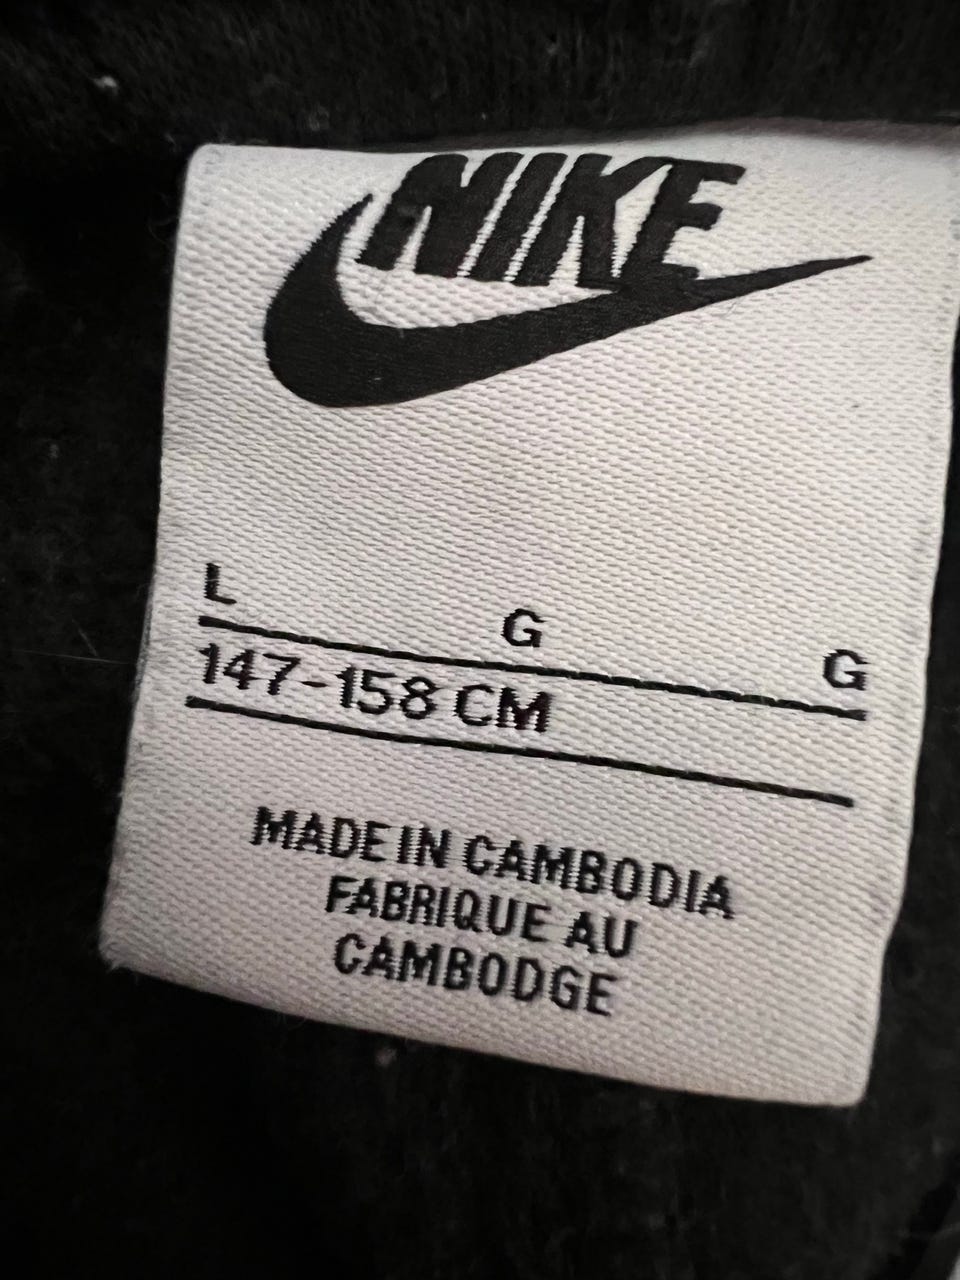 NIKE
L G G
147-158 CM
MADE IN CAMBODIA
FABRIQUE AU
CAMBODGE